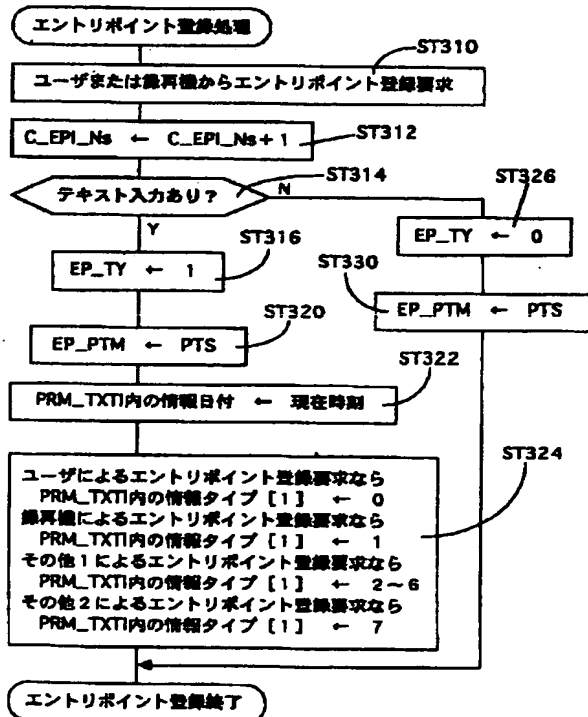 エントリポイント登録処理
ST310
ユーザまたは録再機からエントリポイント登録要求
C_EPI_Ns ← C_EPI_Ns+1
ST312
テキスト入力あり?
ST314
N
Y
ST326
EP_TY ← 0
ST316
EP_TY ← 1
ST330
EP_PTM ← PTS
ST320
EP_PTM ← PTS
ST322
PRM_TXTI内の情報日付 ← 現在時刻
ST324
ユーザによるエントリポイント登録要求なら
PRM_TXTI内の情報タイプ [1] ← 0
録再機によるエントリポイント登録要求なら
PRM_TXTI内の情報タイプ [1] ← 1
その他1によるエントリポイント登録要求なら
PRM_TXTI内の情報タイプ [1] ← 2~6
その他2によるエントリポイント登録要求なら
PRM_TXTI内の情報タイプ [1] ← 7
エントリポイント登録終了